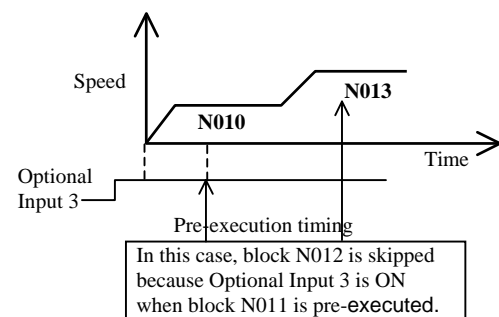 Speed
N010
N013
Time
Optional
Input 3
Pre-execution timing
In this case, block N012 is skipped
because Optional Input 3 is ON
when block N011 is pre-executed.